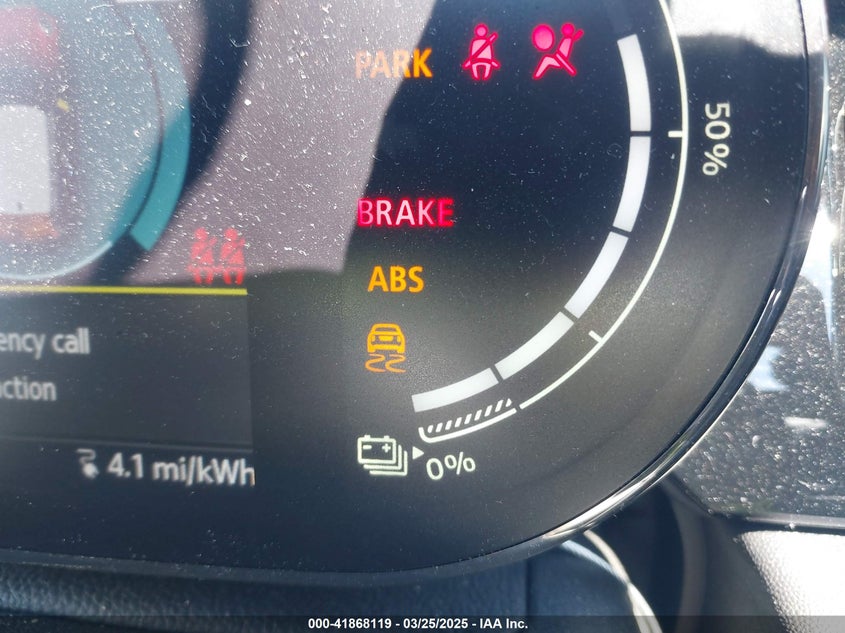 PARK
50%
BRAKE
ABS
ency call
ction
4.1 mi/kWh
0%
000-41868119 - 03/25/2025 - IAA Inc.